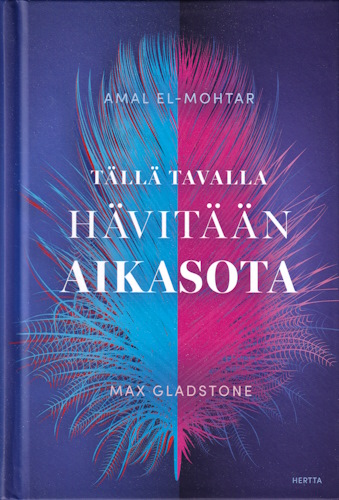 AMAL EL-MOHTAR
TÄLLÄ TAVALLA
HÄVITÄÄN
AIKASOTA
MAX GLADSTONE
HERTTA